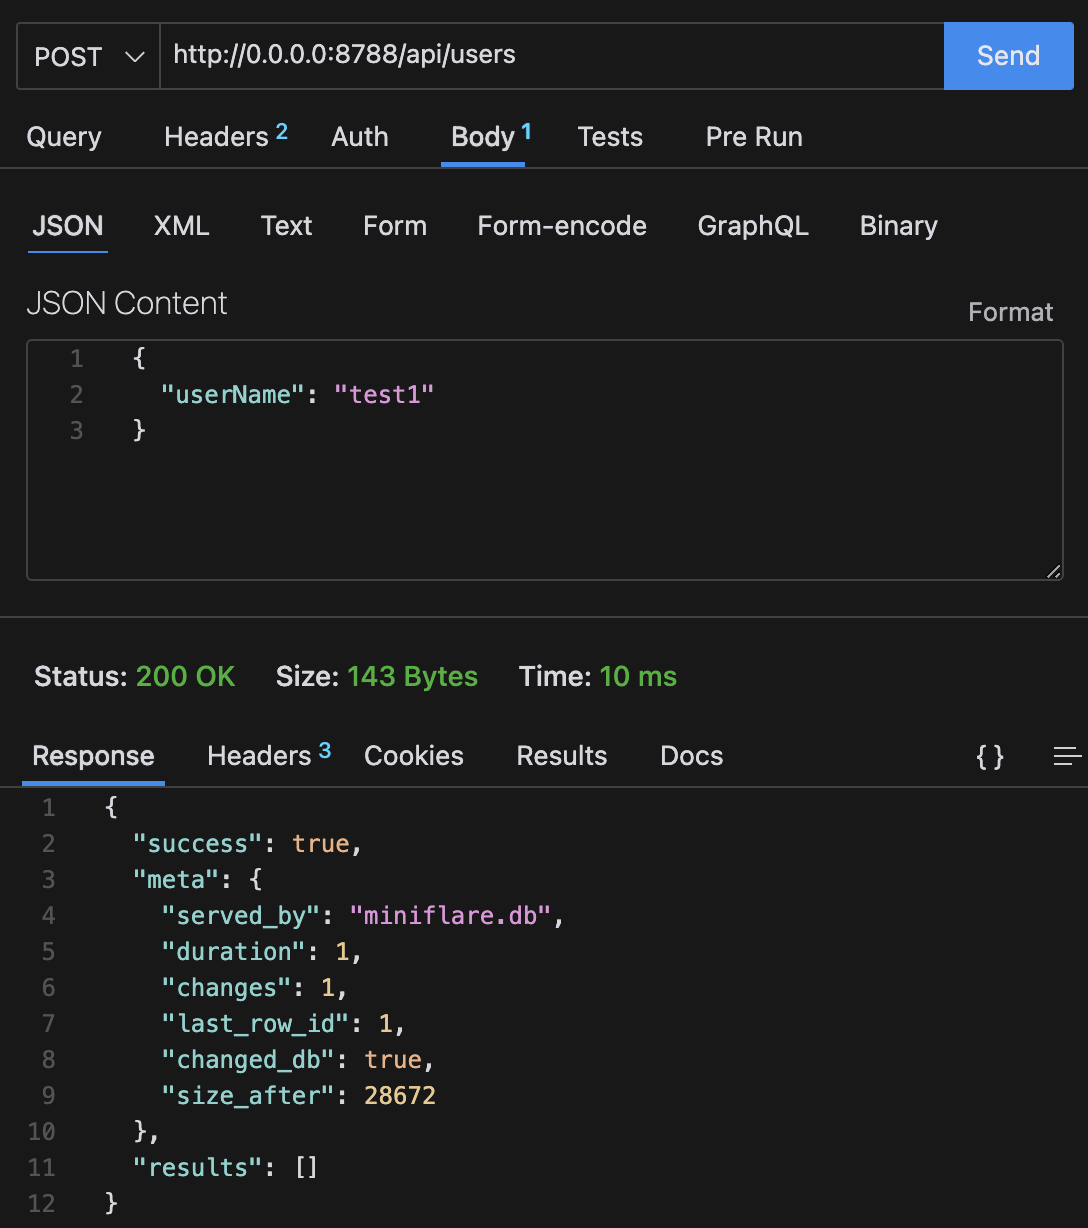 POST http://0.0.0.0:8788/api/users Send
Query Headers 2 Auth Body 1 Tests Pre Run
JSON XML Text Form Form-encode GraphQL Binary
JSON Content Format
1 {
2 "userName": "test1"
3 }
Status: 200 OK Size: 143 Bytes Time: 10 ms
Response Headers 3 Cookies Results Docs { }
1 {
2 "success": true,
3 "meta": {
4 "served_by": "miniflare.db",
5 "duration": 1,
6 "changes": 1,
7 "last_row_id": 1,
8 "changed_db": true,
9 "size_after": 28672
10 },
11 "results": []
12 }